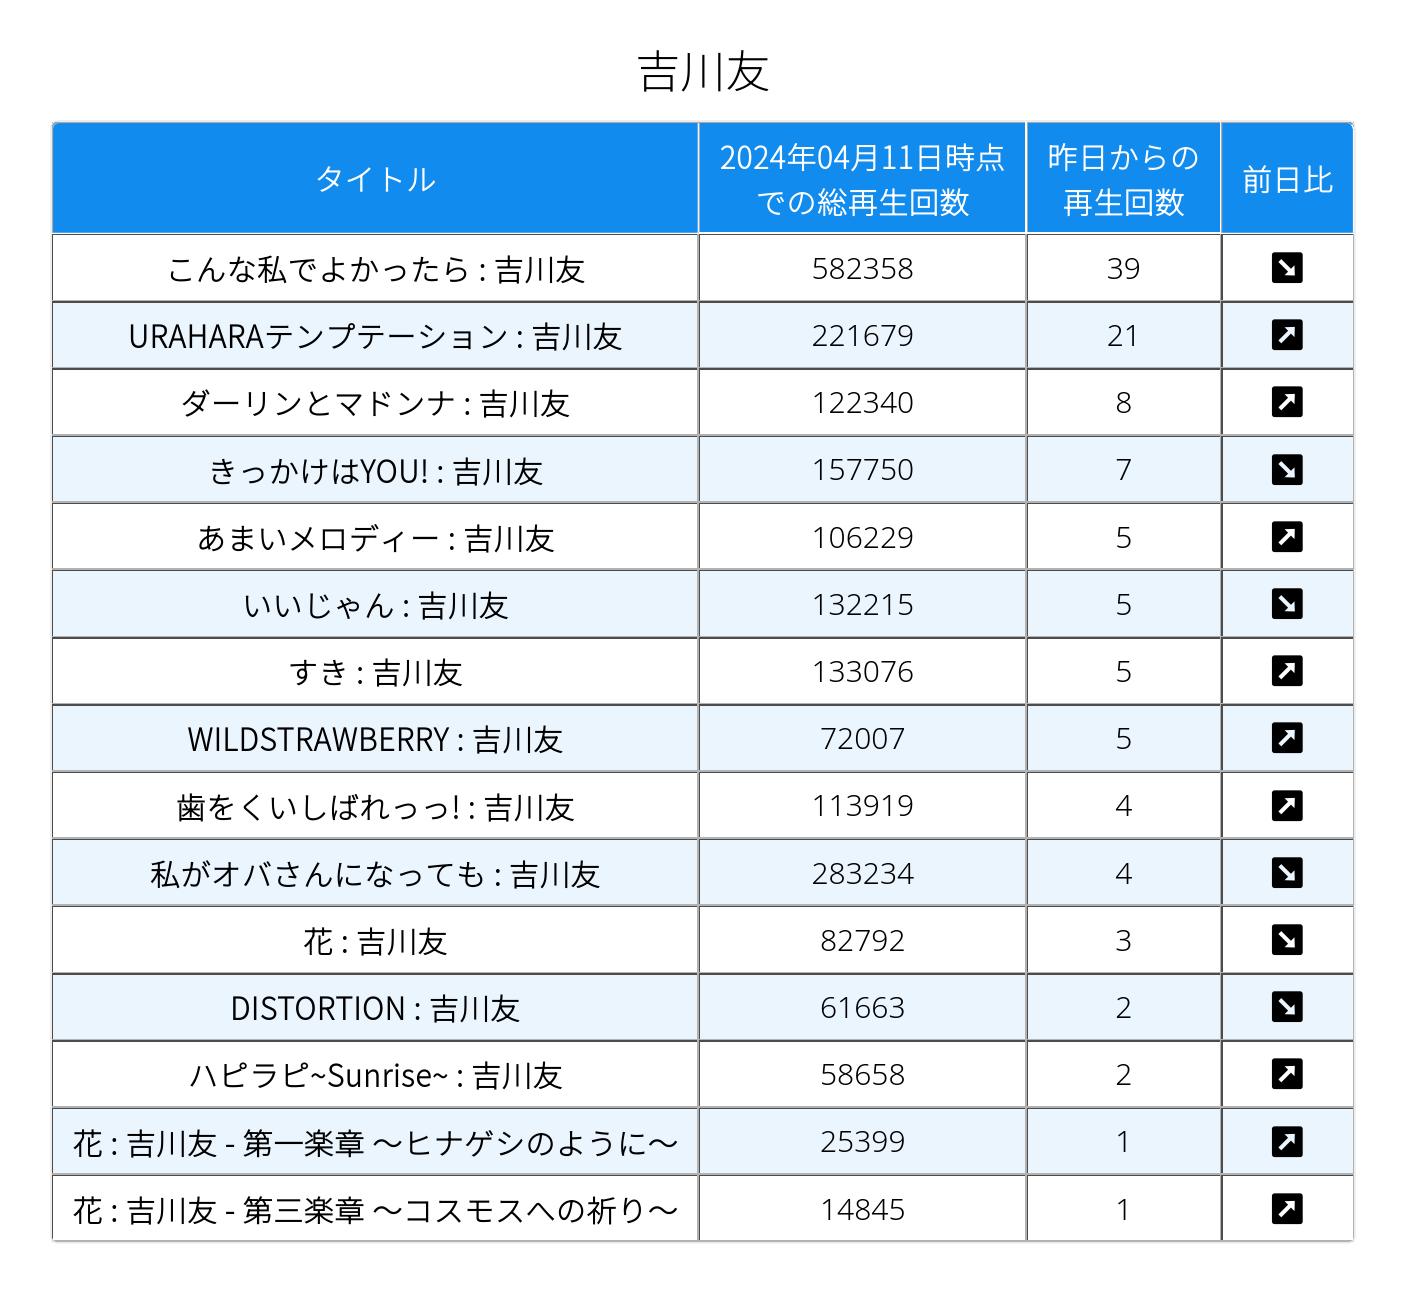 吉川友
タイトル
2024年04月11日時点
での総再生回数
昨日からの
再生回数
前日比
こんな私でよかったら : 吉川友 582358 39 ↘
URAHARAテンプテーション : 吉川友 221679 21 ↗
ダーリンとマドンナ : 吉川友 122340 8 ↗
きっかけはYOU! : 吉川友 157750 7 ↘
あまいメロディー : 吉川友 106229 5 ↗
いいじゃん : 吉川友 132215 5 ↘
すき : 吉川友 133076 5 ↗
WILDSTRAWBERRY : 吉川友 72007 5 ↗
歯をくいしばれっっ! : 吉川友 113919 4 ↗
私がオバさんになっても : 吉川友 283234 4 ↘
花 : 吉川友 82792 3 ↘
DISTORTION : 吉川友 61663 2 ↘
ハピラピ~Sunrise~ : 吉川友 58658 2 ↗
花 : 吉川友 - 第一楽章 〜ヒナゲシのように〜 25399 1 ↗
花 : 吉川友 - 第三楽章 〜コスモスへの祈り〜 14845 1 ↗